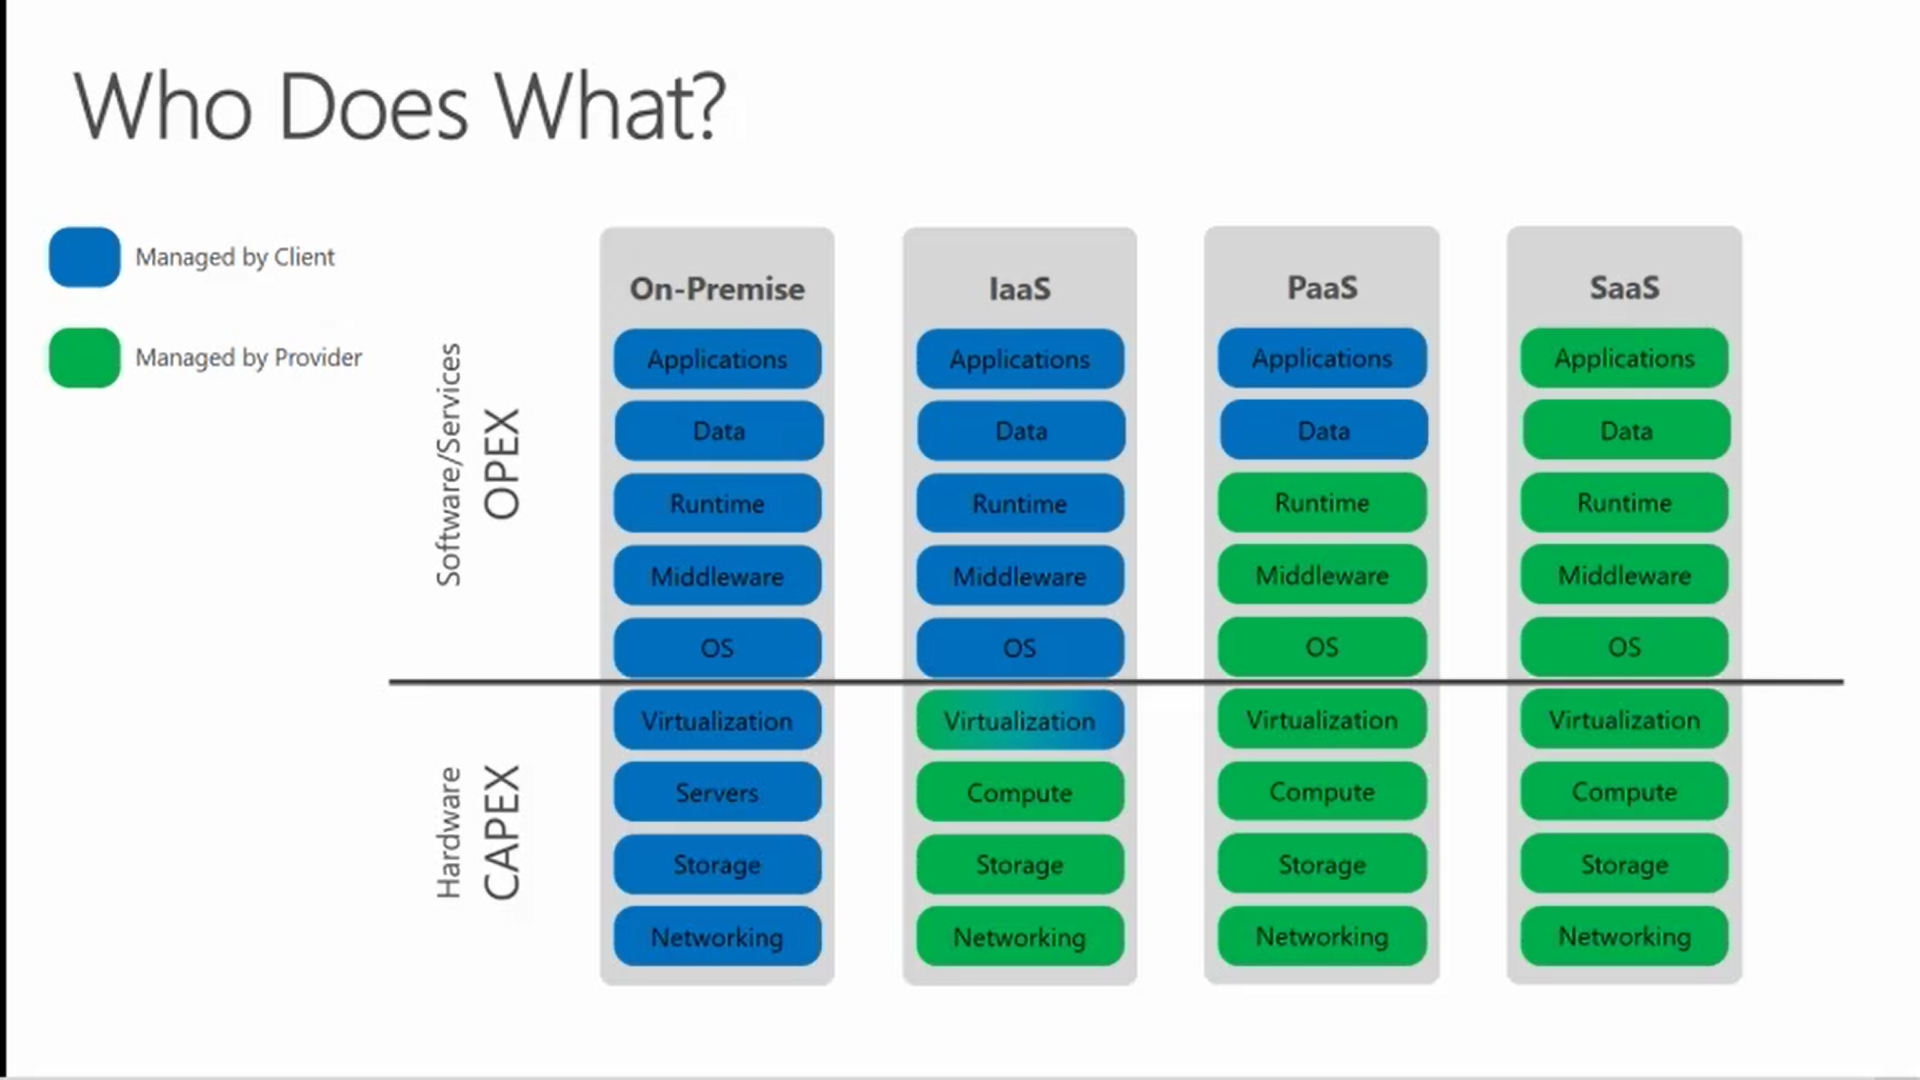 Who Does What?
Managed by Client
Managed by Provider
Software/Services
OPEX
Hardware
CAPEX
On-Premise
Applications
Data
Runtime
Middleware
OS
Virtualization
Servers
Storage
Networking
IaaS
Applications
Data
Runtime
Middleware
OS
Virtualization
Compute
Storage
Networking
PaaS
Applications
Data
Runtime
Middleware
OS
Virtualization
Compute
Storage
Networking
SaaS
Applications
Data
Runtime
Middleware
OS
Virtualization
Compute
Storage
Networking